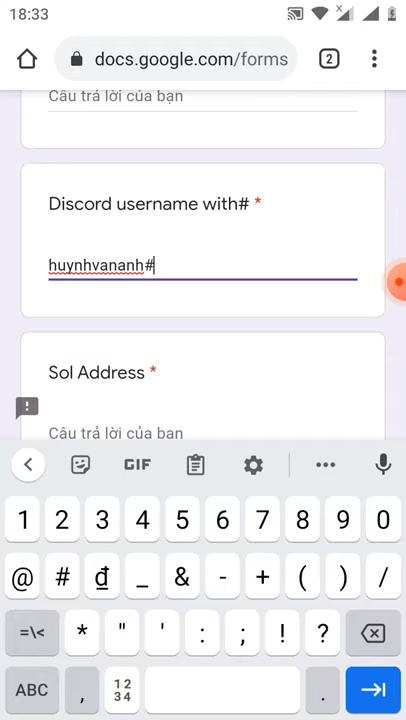 18:33
docs.google.com/forms
2
Câu trả lời của bạn
Discord username with# *
huynhvananh#
Sol Address *
Câu trả lời của bạn
GIF
1 2 3 4 5 6 7 8 9 0
@ # ₫ _ & - + ( ) /
=\< * " ' : ; ! ?
ABC , 12 34 .